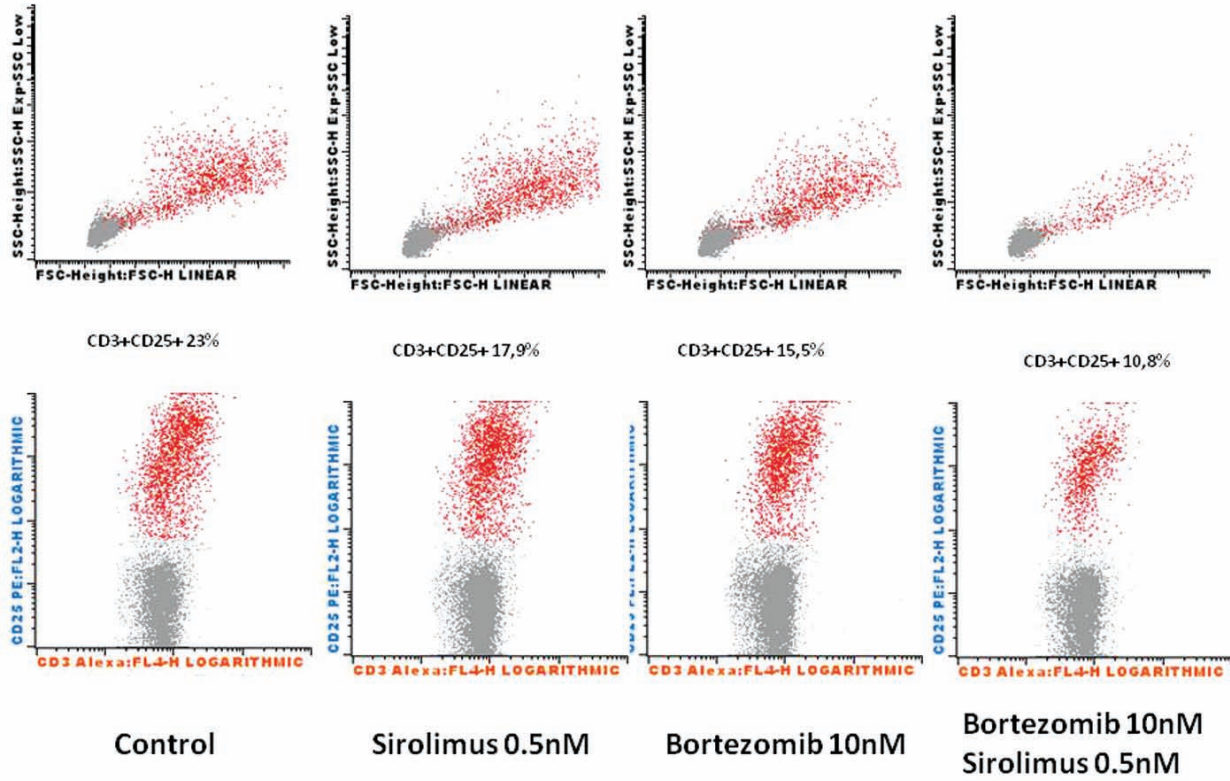 SSC-Height:SSC-H Exp-SSC Low
SSC-Height:SSC-H Exp-SSC Low
SSC-Height:SSC-H Exp-SSC Low
SSC-Height:SSC-H Exp-SSC Low
FSC-Height:FSC-H LINEAR
FSC-Height:FSC-H LINEAR
FSC-Height:FSC-H LINEAR
FSC-Height:FSC-H LINEAR
CD3+CD25+ 23%
CD3+CD25+ 17,9%
CD3+CD25+ 15,5%
CD3+CD25+ 10,8%
CD25 PE:FL2-H LOGARITHMIC
CD25 PE:FL2-H LOGARITHMIC
CD25 PE:FL2-H LOGARITHMIC
CD25 PE:FL2-H LOGARITHMIC
CD3 Alexa:FL4-H LOGARITHMIC
CD3 Alexa:FL4-H LOGARITHMIC
CD3 Alexa:FL4-H LOGARITHMIC
CD3 Alexa:FL4-H LOGARITHMIC
Control
Sirolimus 0.5nM
Bortezomib 10nM
Bortezomib 10nM
Sirolimus 0.5nM